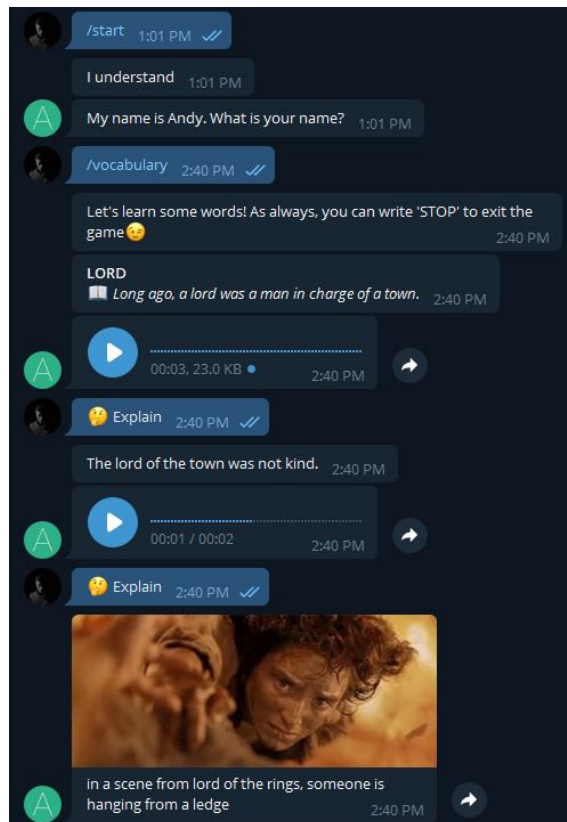 /start 1:01 PM
I understand 1:01 PM
A My name is Andy. What is your name? 1:01 PM
/vocabulary 2:40 PM
Let's learn some words! As always, you can write 'STOP' to exit the
game😉 2:40 PM
LORD
📖 Long ago, a lord was a man in charge of a town. 2:40 PM
A 00:03, 23.0 KB 2:40 PM
🤔 Explain 2:40 PM
The lord of the town was not kind. 2:40 PM
A 00:01 / 00:02 2:40 PM
🤔 Explain 2:40 PM
in a scene from lord of the rings, someone is
A hanging from a ledge 2:40 PM